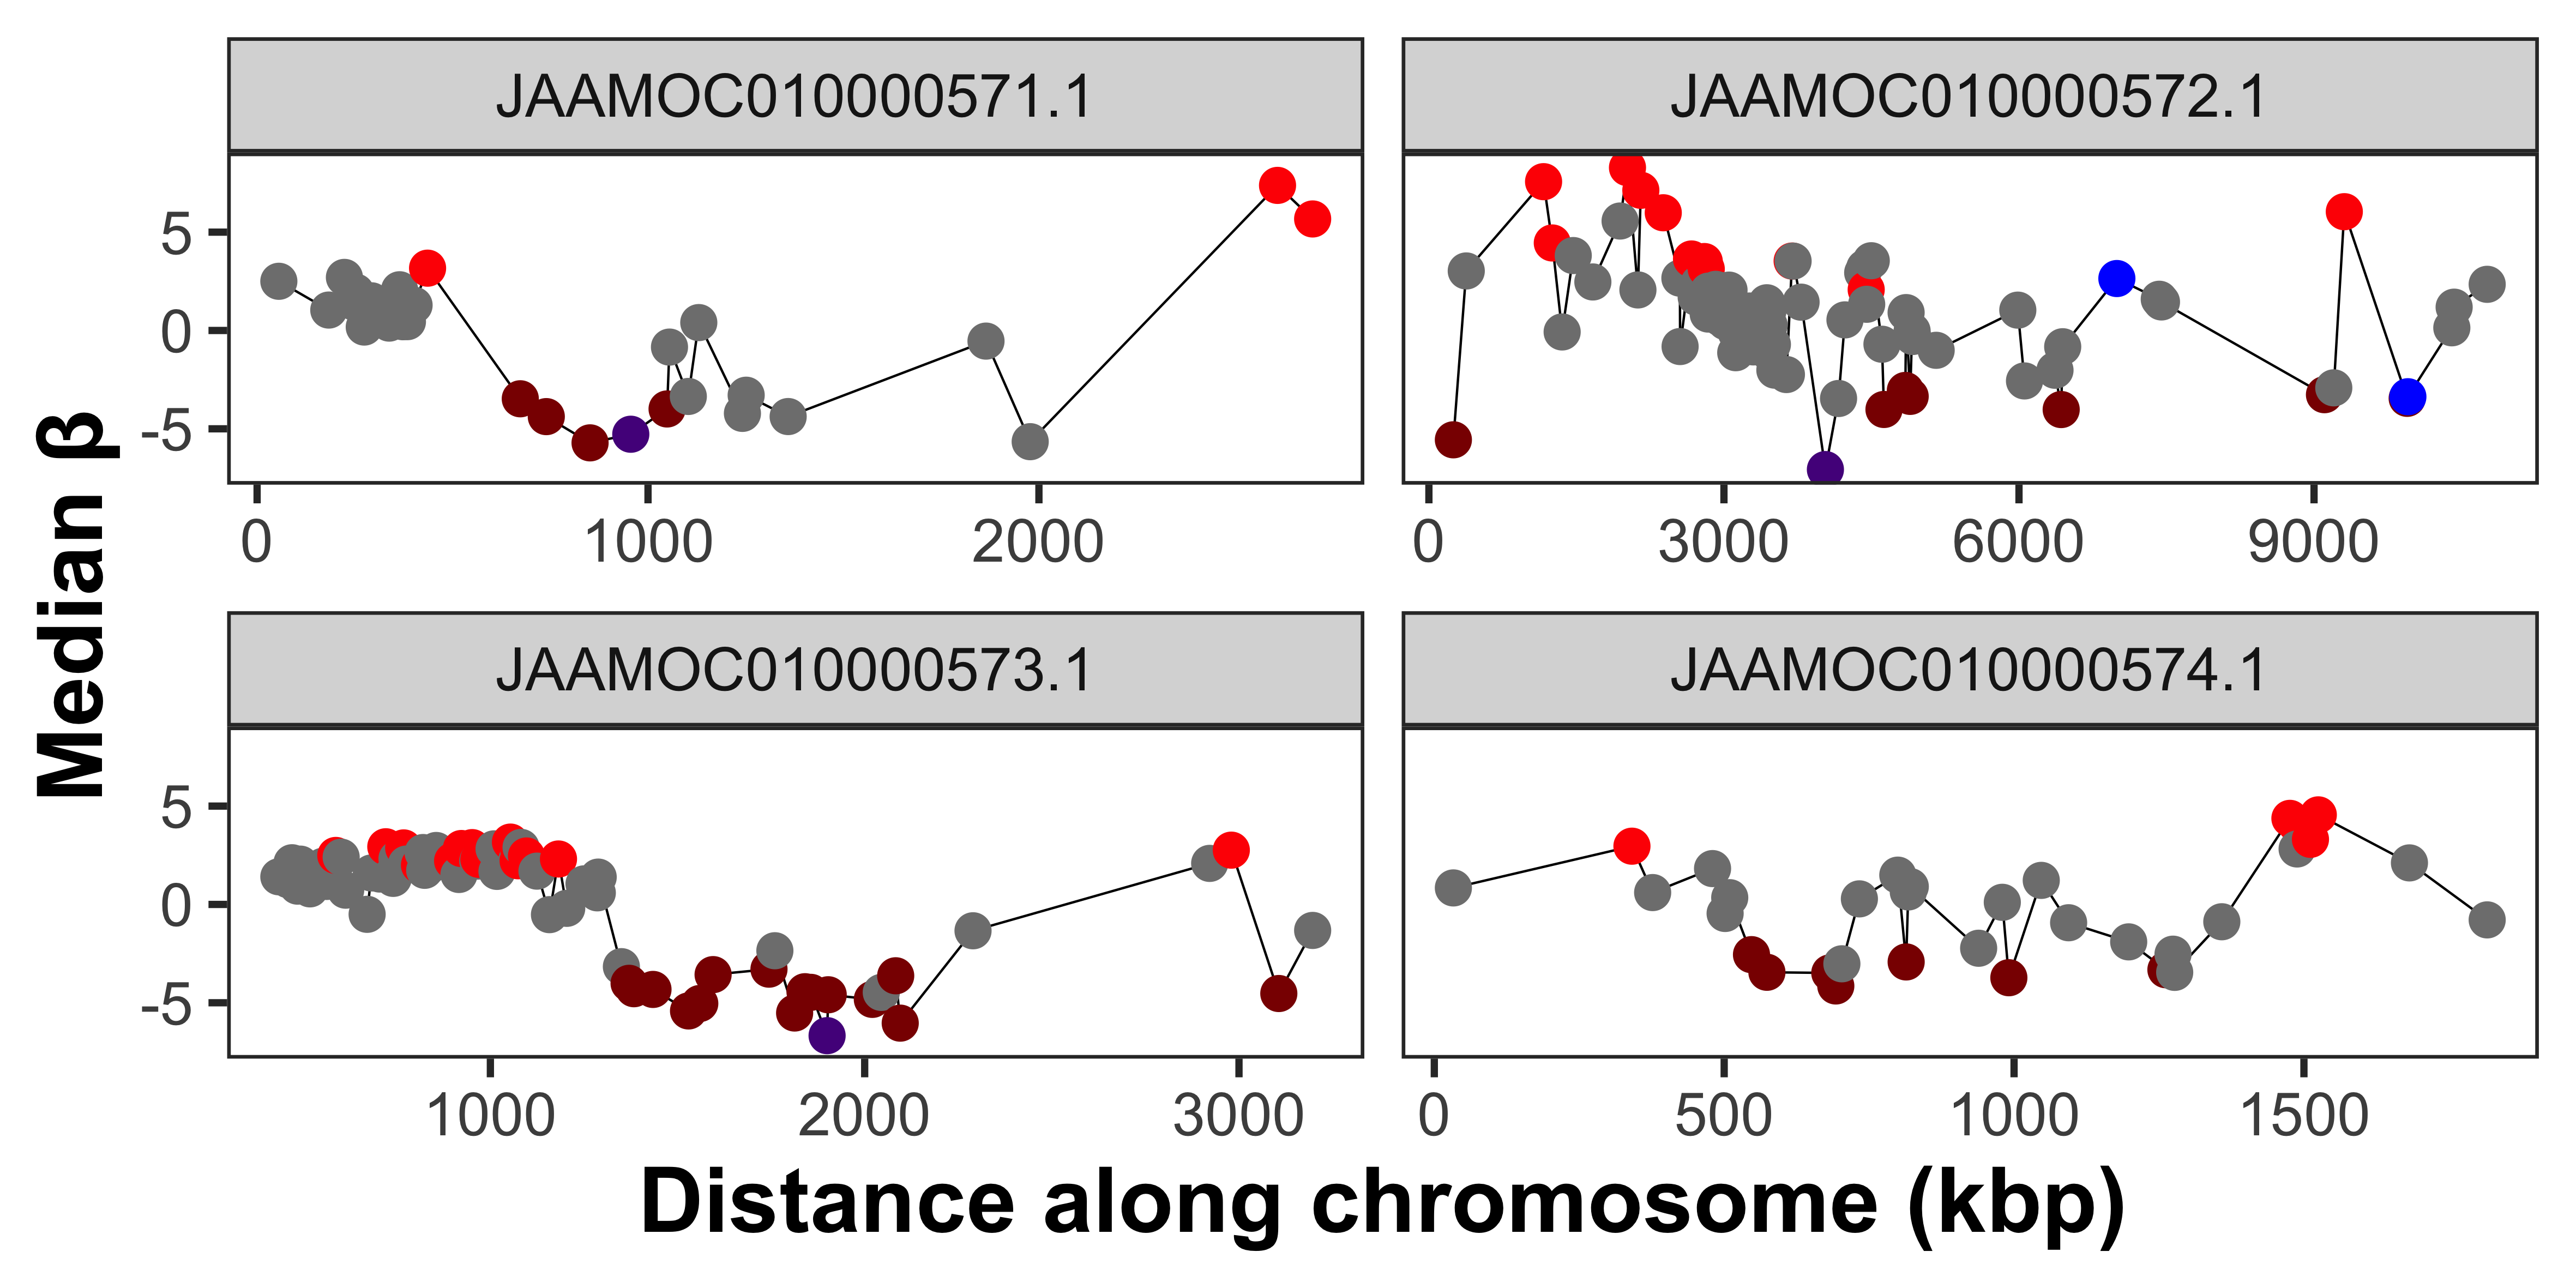 JAAMOC010000571.1
JAAMOC010000572.1
5
0
-5
0 1000 2000
0 3000 6000 9000
JAAMOC010000573.1
JAAMOC010000574.1
5
0
-5
1000 2000 3000
0 500 1000 1500
Median β
Distance along chromosome (kbp)